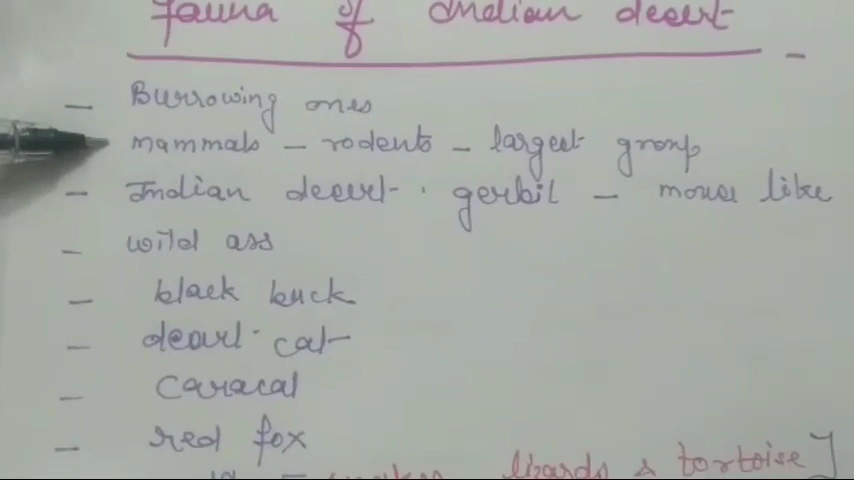 Fauna of Indian desert -
- Burrowing ones
mammals - rodents - largest group
- Indian desert gerbil - mouse like
- wild ass
- black buck
- desert cat
- caracal
- red fox
lizards & tortoise]